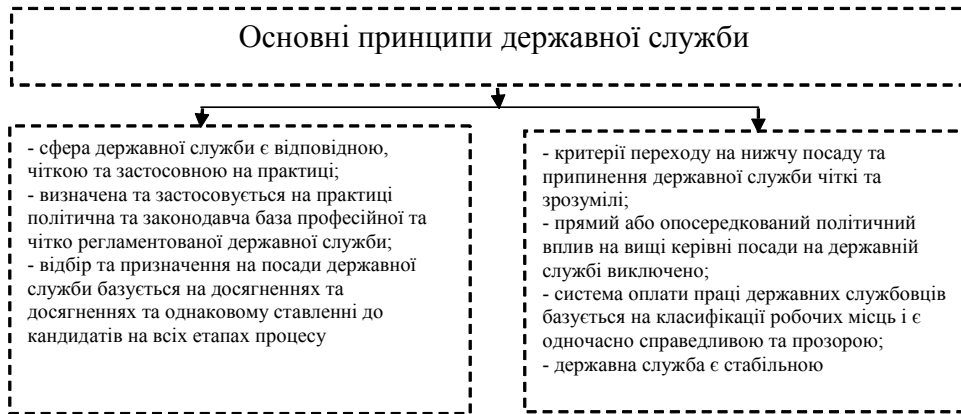 Основні принципи державної служби
- сфера державної служби є відповідною,
чіткою та застосовною на практиці;
- визначена та застосовується на практиці
політична та законодавча база професійної та
чітко регламентованої державної служби;
- відбір та призначення на посади державної
служби базується на досягненнях та
досягненнях та однаковому ставленні до
кандидатів на всіх етапах процесу
- критерії переходу на нижчу посаду та
припинення державної служби чіткі та
зрозумілі;
- прямий або опосередкований політичний
вплив на вищі керівні посади на державній
службі виключено;
- система оплати праці державних службовців
базується на класифікації робочих місць і є
одночасно справедливою та прозорою;
- державна служба є стабільною